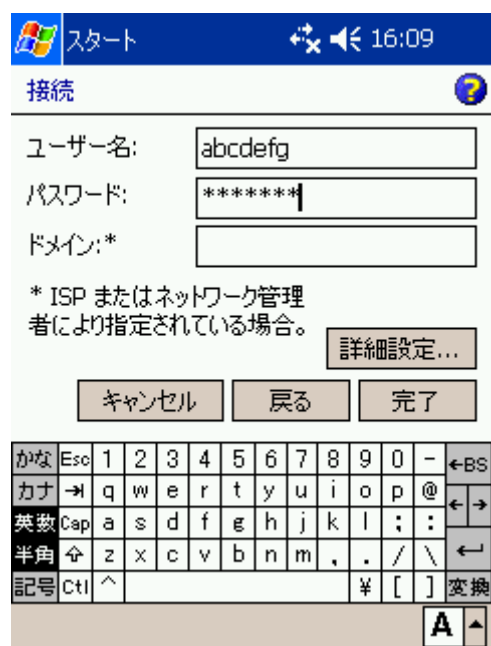 スタート 16:09
接続
ユーザー名: abcdefg
パスワード: *******
ドメイン:*
* ISP またはネットワーク管理
者により指定されている場合。
詳細設定...
キャンセル 戻る 完了
かな Esc 1 2 3 4 5 6 7 8 9 0 - ←BS
カナ →| q w e r t y u i o p @ ← →
英数 Cap a s d f g h j k l ; :
半角 ⇧ z x c v b n m , . / \ ↵
記号 Ctl ^ ¥ [ ] 変換
A ▲